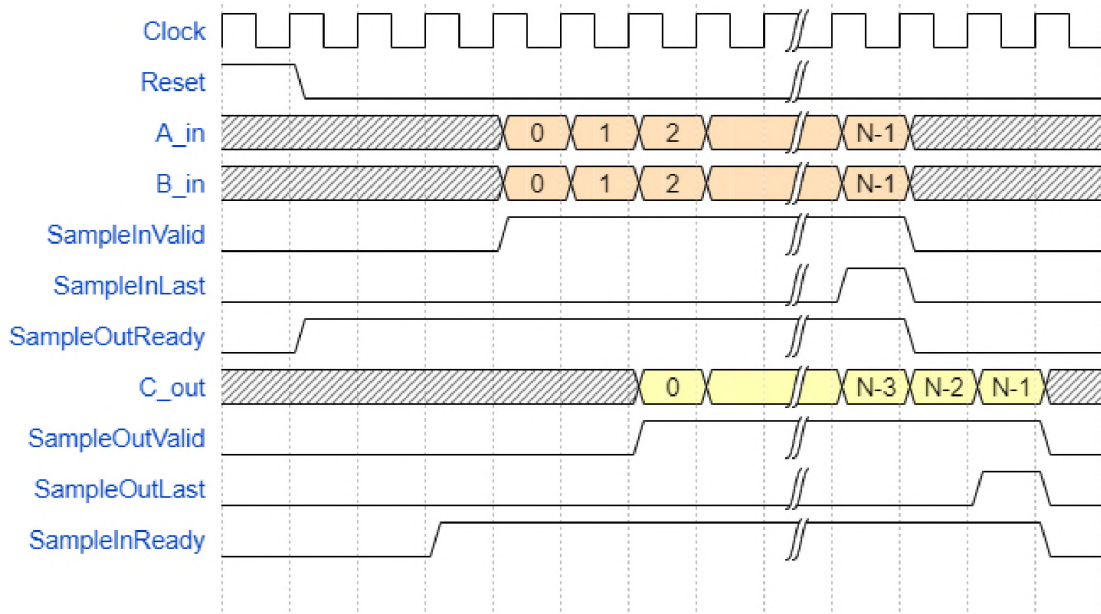 Clock
Reset
A_in 0 1 2 N-1
B_in 0 1 2 N-1
SampleInValid
SampleInLast
SampleOutReady
C_out 0 N-3 N-2 N-1
SampleOutValid
SampleOutLast
SampleInReady